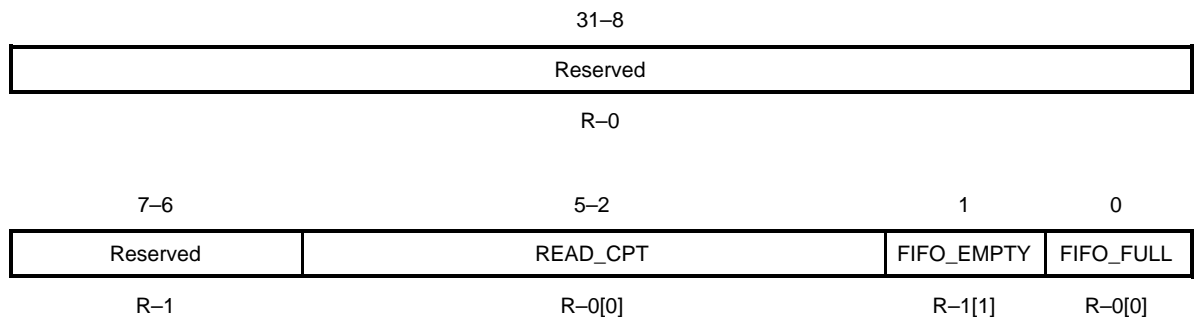 31–8
Reserved
R–0
7–6 5–2 1 0
Reserved READ_CPT FIFO_EMPTY FIFO_FULL
R–1 R–0[0] R–1[1] R–0[0]